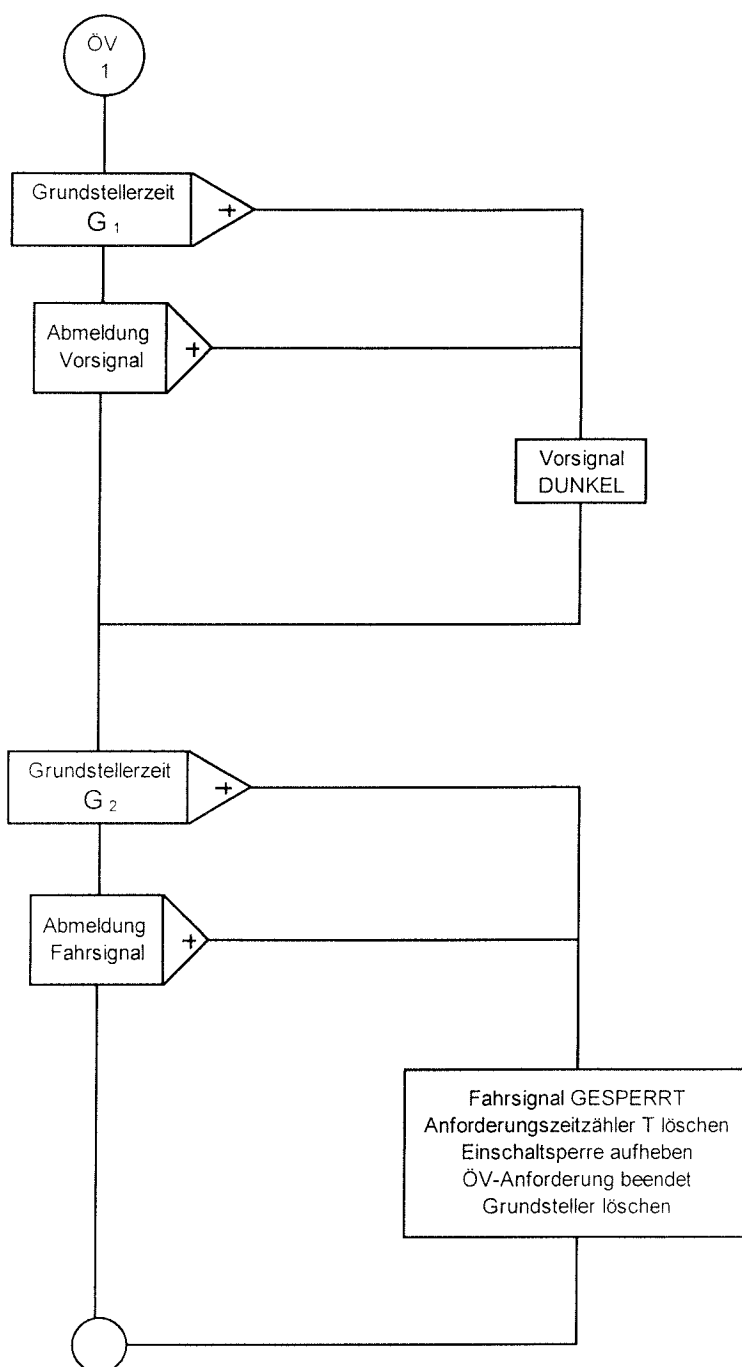 ÖV
1
Grundstellerzeit
G 1
+
Abmeldung
Vorsignal
+
Vorsignal
DUNKEL
Grundstellerzeit
G 2
+
Abmeldung
Fahrsignal
+
Fahrsignal GESPERRT
Anforderungszeitzähler T löschen
Einschaltsperre aufheben
ÖV-Anforderung beendet
Grundsteller löschen